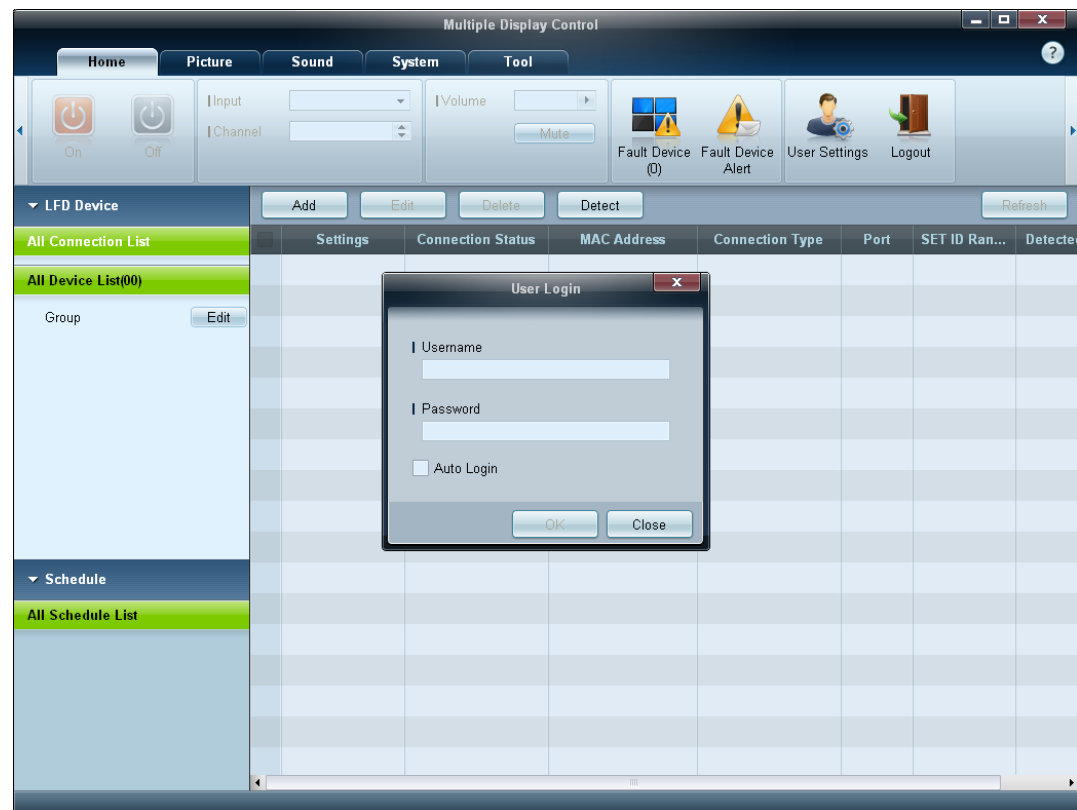 Multiple Display Control
Home Picture Sound System Tool
Input
Channel
Volume
Mute
On Off
Fault Device (0)
Fault Device Alert
User Settings
Logout
LFD Device
Add Edit Delete Detect Refresh
All Connection List
Settings Connection Status MAC Address Connection Type Port SET ID Ran... Detecte
All Device List(00)
Group Edit
User Login
Username
Password
Auto Login
OK Close
Schedule
All Schedule List